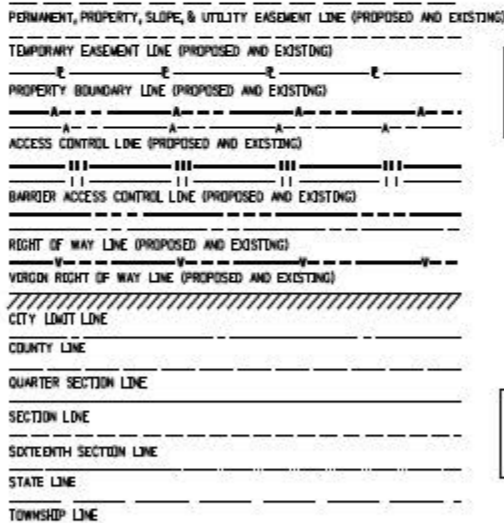 PERMANENT, PROPERTY, SLOPE, & UTILITY EASEMENT LINE (PROPOSED AND EXISTING)
TEMPORARY EASEMENT LINE (PROPOSED AND EXISTING)
PROPERTY BOUNDARY LINE (PROPOSED AND EXISTING)
A A A A
A A A A
ACCESS CONTROL LINE (PROPOSED AND EXISTING)
BARRIER ACCESS CONTROL LINE (PROPOSED AND EXISTING)
RIGHT OF WAY LINE (PROPOSED AND EXISTING)
V V V V
VIRGIN RIGHT OF WAY LINE (PROPOSED AND EXISTING)
CITY LIMIT LINE
COUNTY LINE
QUARTER SECTION LINE
SECTION LINE
SIXTEENTH SECTION LINE
STATE LINE
TOWNSHIP LINE